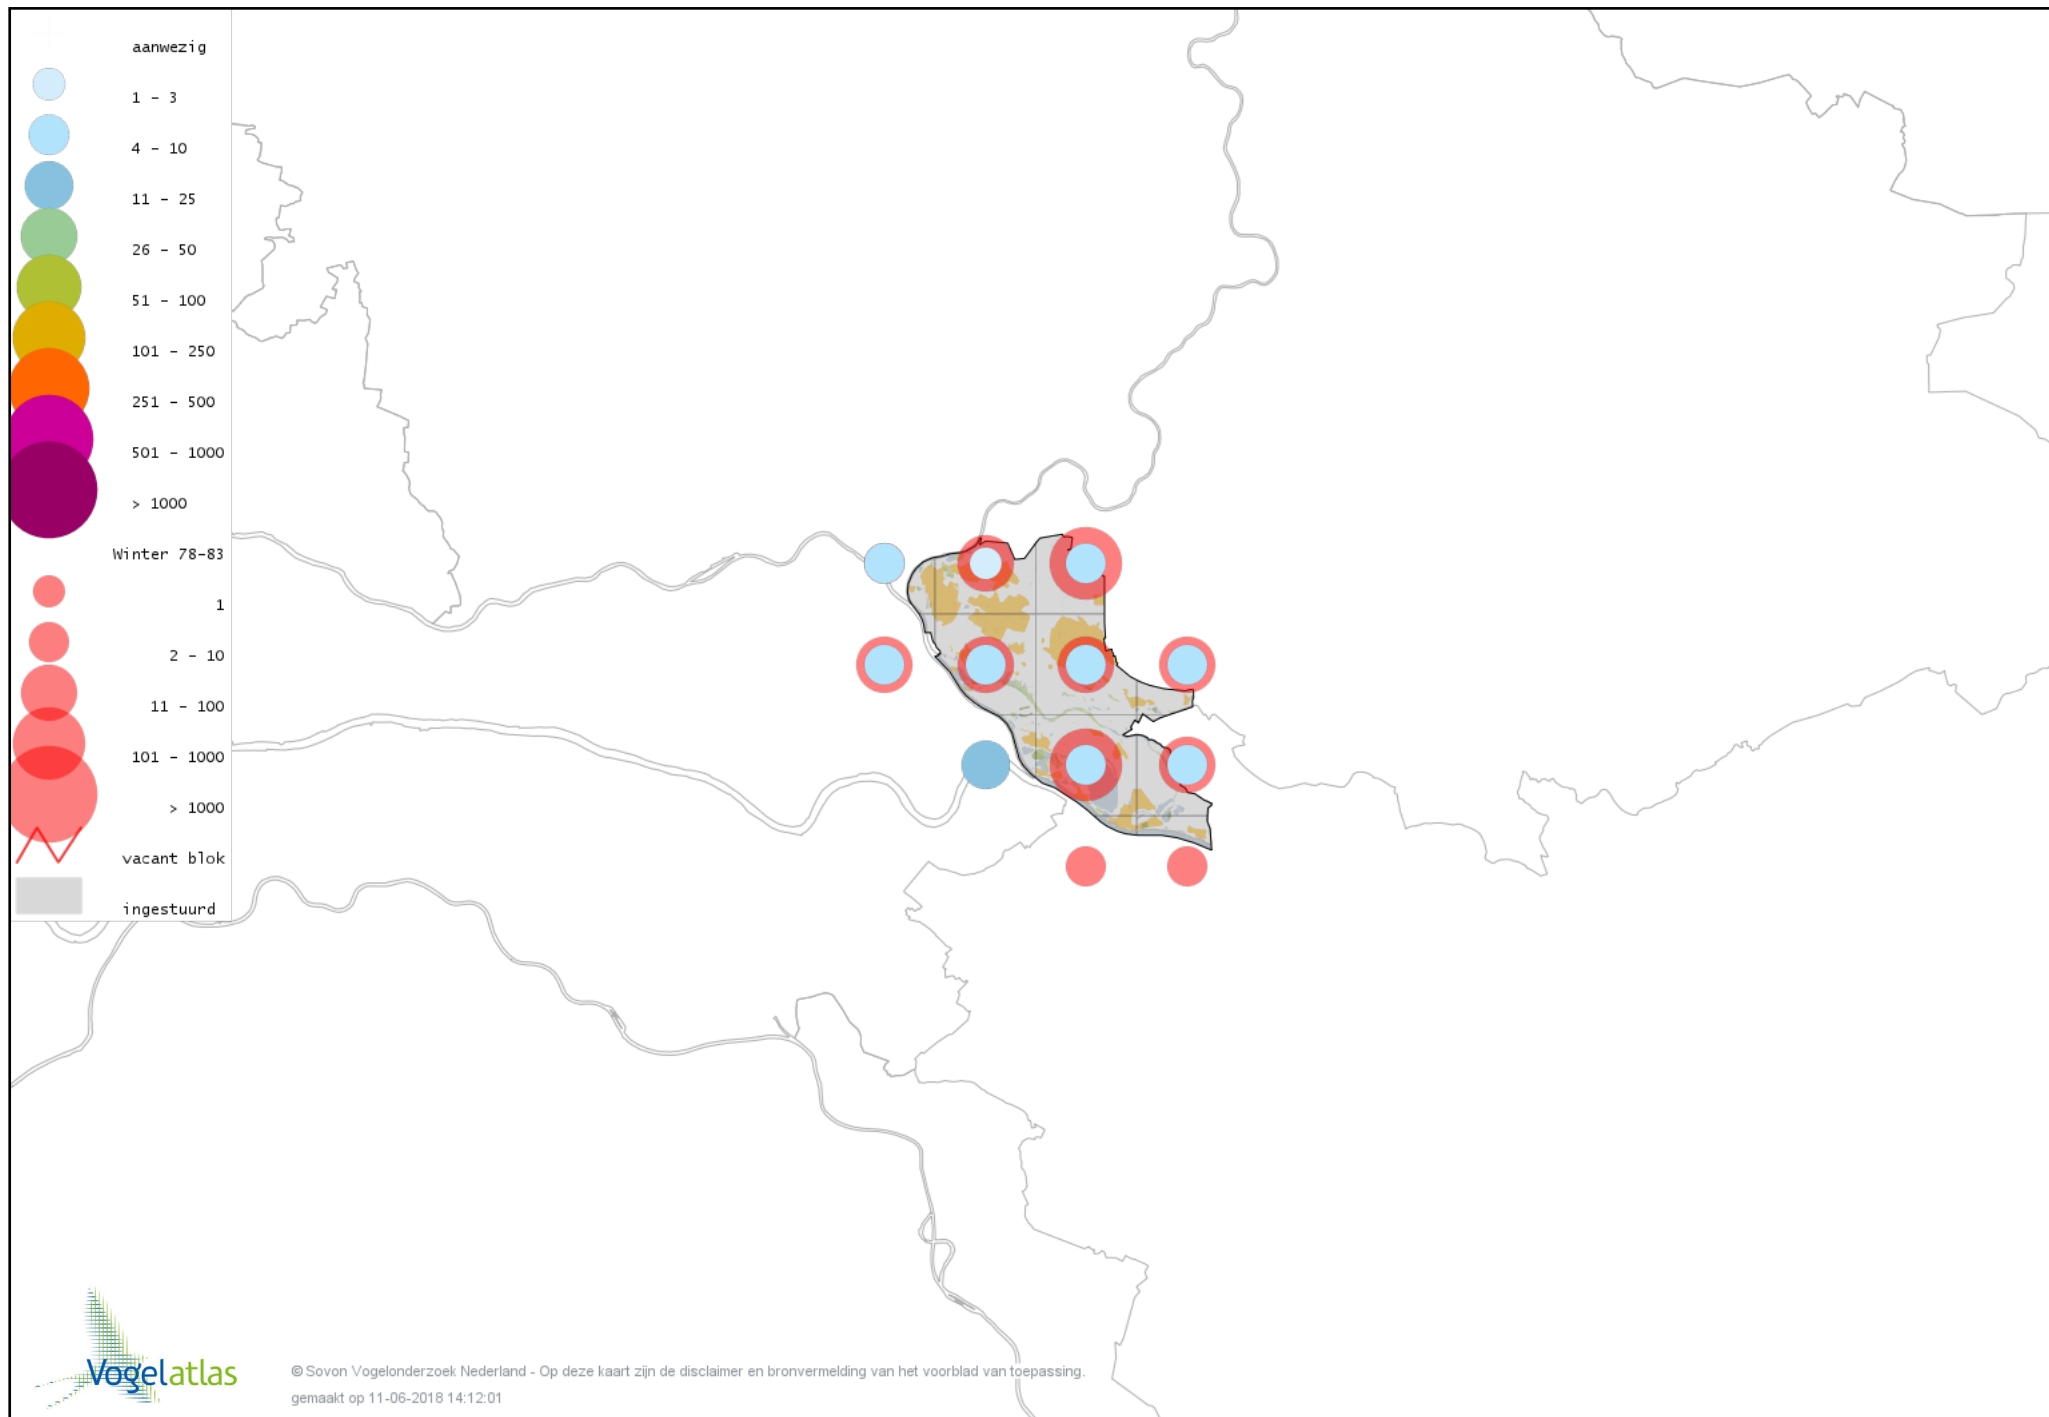 aanwezig
1 - 3
4 - 10
11 - 25
26 - 50
51 - 100
101 - 250
251 - 500
501 - 1000
> 1000
Winter 78-83
1
2 - 10
11 - 100
101 - 1000
> 1000
vacant blok
ingestuurd
Vogelatlas
© Sovon Vogelonderzoek Nederland - Op deze kaart zijn de disclaimer en bronvermelding van het voorblad van toepassing.
gemaakt op 11-06-2018 14:12:01